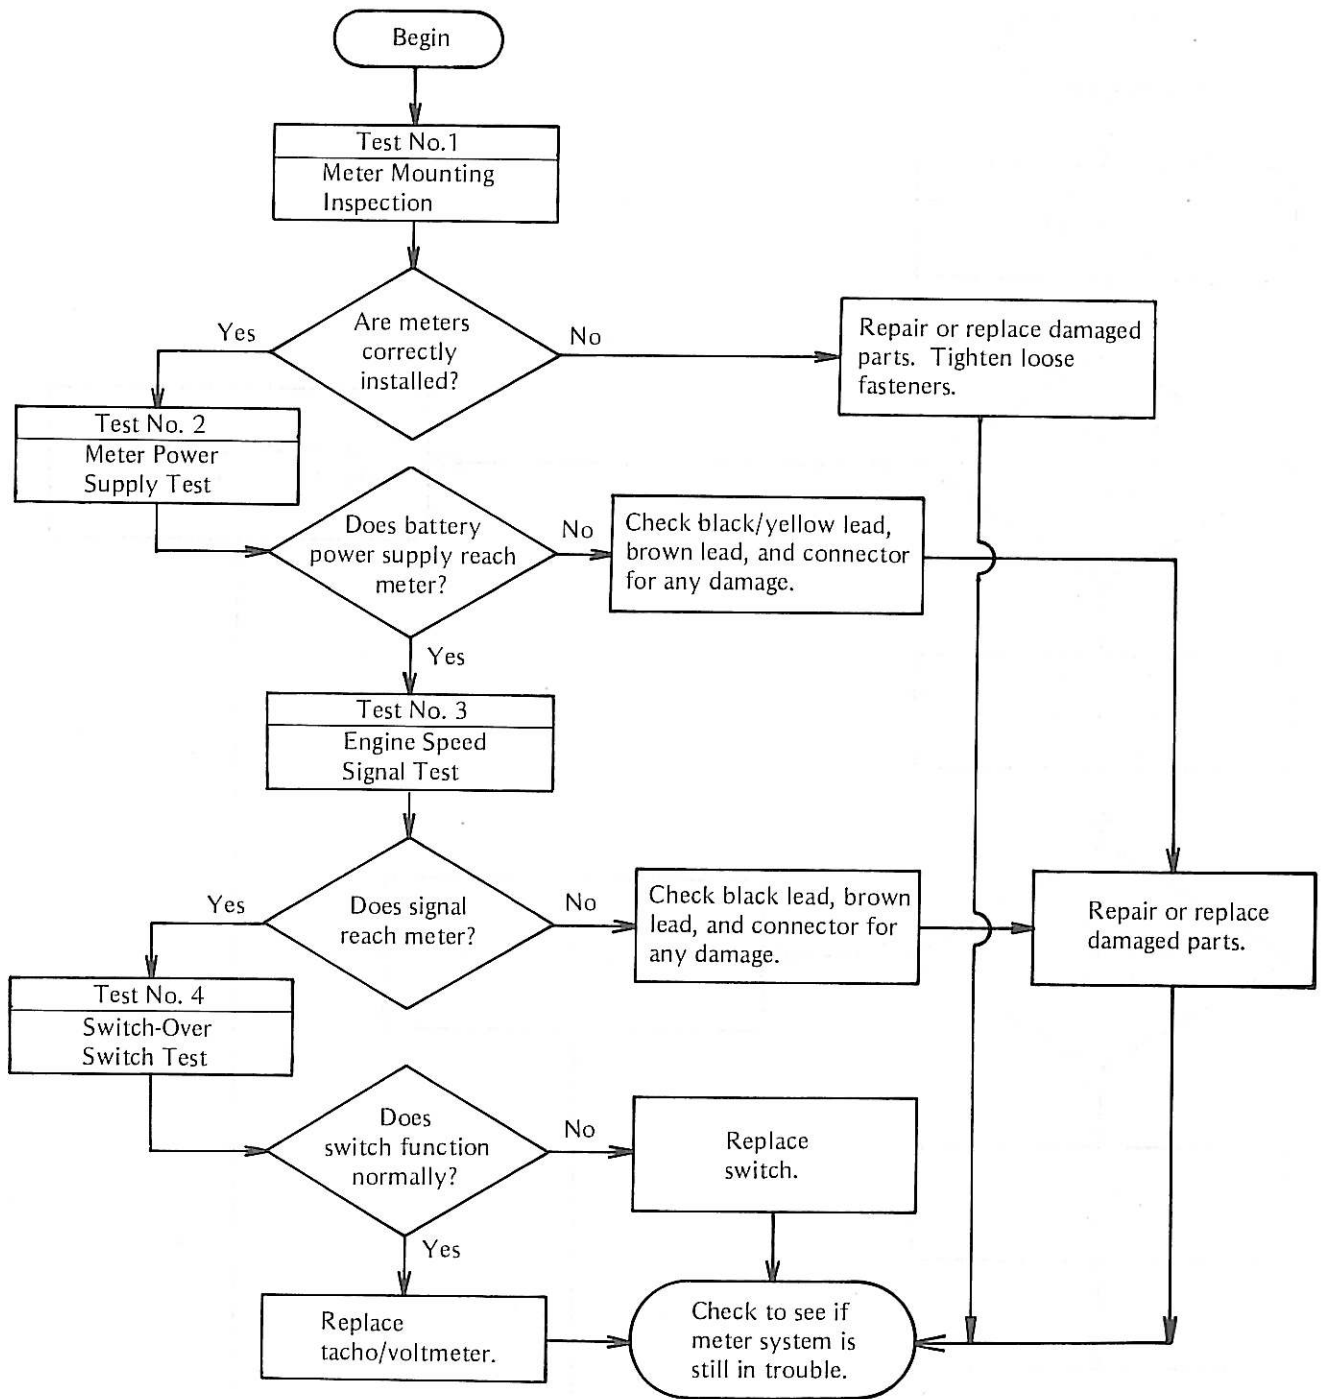 Begin
Test No.1
Meter Mounting
Inspection
Are meters
correctly
installed?
Yes
No
Repair or replace damaged
parts. Tighten loose
fasteners.
Test No. 2
Meter Power
Supply Test
Does battery
power supply reach
meter?
No
Check black/yellow lead,
brown lead, and connector
for any damage.
Yes
Test No. 3
Engine Speed
Signal Test
Does signal
reach meter?
Yes
No
Check black lead, brown
lead, and connector for
any damage.
Repair or replace
damaged parts.
Test No. 4
Switch-Over
Switch Test
Does
switch function
normally?
No
Replace
switch.
Yes
Replace
tacho/voltmeter.
Check to see if
meter system is
still in trouble.